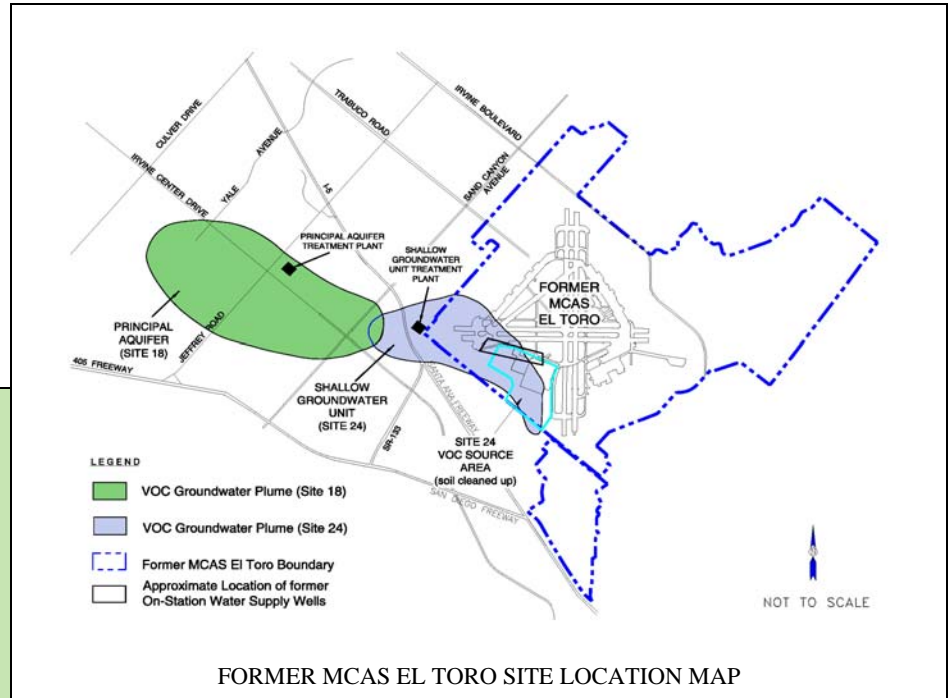 IRVINE BOULEVARD
TRABUCO ROAD
CULVER DRIVE
YALE AVENUE
I-5
SAND CANYON
AVENUE
IRVINE CENTER DRIVE
PRINCIPAL AQUIFER
TREATMENT PLANT
SHALLOW
GROUNDWATER
UNIT TREATMENT
PLANT
FORMER
MCAS
EL TORO
PRINCIPAL
AQUIFER
(SITE 18)
JEFFREY ROAD
405 FREEWAY
SHALLOW
GROUNDWATER
UNIT
(SITE 24)
SANTA ANA FREEWAY
SR-133
SITE 24
VOC SOURCE
AREA
(soil cleaned up)
SAN DIEGO FREEWAY
LEGEND
VOC Groundwater Plume (Site 18)
VOC Groundwater Plume (Site 24)
Former MCAS El Toro Boundary
Approximate Location of former
On-Station Water Supply Wells
NOT TO SCALE
FORMER MCAS EL TORO SITE LOCATION MAP